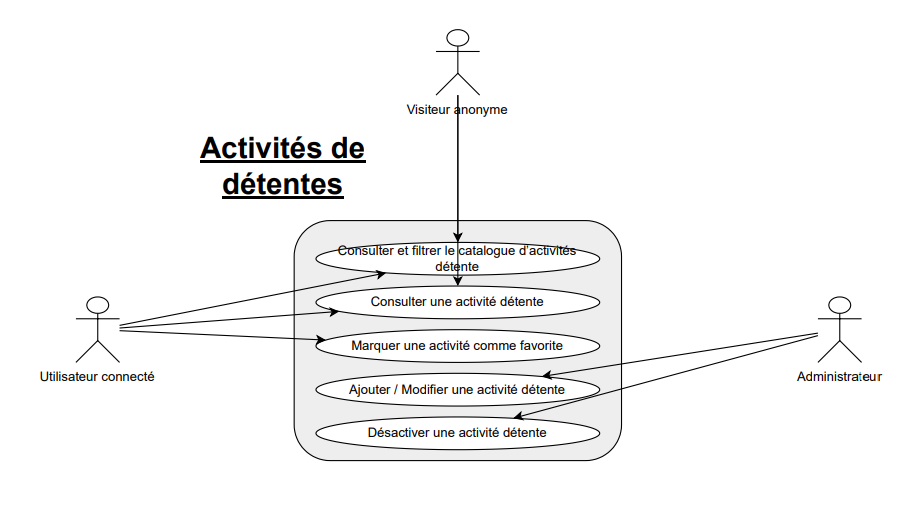 Visiteur anonyme
Activités de
détentes
Consulter et filtrer le catalogue d'activités
détente
Consulter une activité détente
Marquer une activité comme favorite
Utilisateur connecté
Administrateur
Ajouter / Modifier une activité détente
Désactiver une activité détente